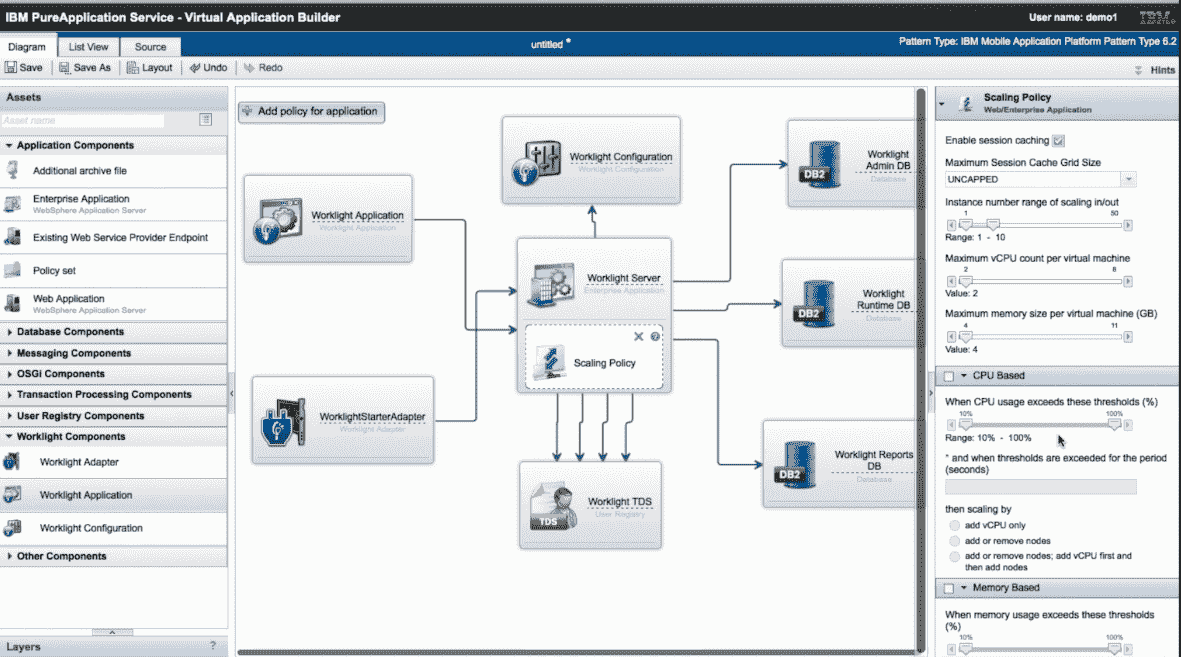 IBM PureApplication Service - Virtual Application Builder
User name: demo1
IBM
Diagram
List View
Source
untitled *
Pattern Type: IBM Mobile Application Platform Pattern Type 6.2
Save
Save As
Layout
Undo
Redo
Hints
Assets
Asset name
Application Components
Additional archive file
Enterprise Application
WebSphere Application Server
Existing Web Service Provider Endpoint
Policy set
Web Application
WebSphere Application Server
Database Components
Messaging Components
OSGi Components
Transaction Processing Components
User Registry Components
Worklight Components
Worklight Adapter
Worklight Application
Worklight Configuration
Other Components
Layers
?
Add policy for application
Worklight Application
Worklight Application
WorklightStarterAdapter
Worklight Adapter
Worklight Configuration
Worklight Configuration
Worklight Server
Enterprise Application
Scaling Policy
TDS
Worklight TDS
User Registry
DB2
Worklight
Admin DB
Database
DB2
Worklight
Runtime DB
Database
DB2
Worklight Reports
DB
Database
Scaling Policy
Web/Enterprise Application
Enable session caching
Maximum Session Cache Grid Size
UNCAPPED
Instance number range of scaling in/out
1 50
Range: 1 - 10
Maximum vCPU count per virtual machine
2 8
Value: 2
Maximum memory size per virtual machine (GB)
4 11
Value: 4
CPU Based
When CPU usage exceeds these thresholds (%)
10% 100%
Range: 10% - 100%
* and when thresholds are exceeded for the period
(seconds)
then scaling by
add vCPU only
add or remove nodes
add or remove nodes; add vCPU first and
then add nodes
Memory Based
When memory usage exceeds these thresholds
(%)
10% 100%